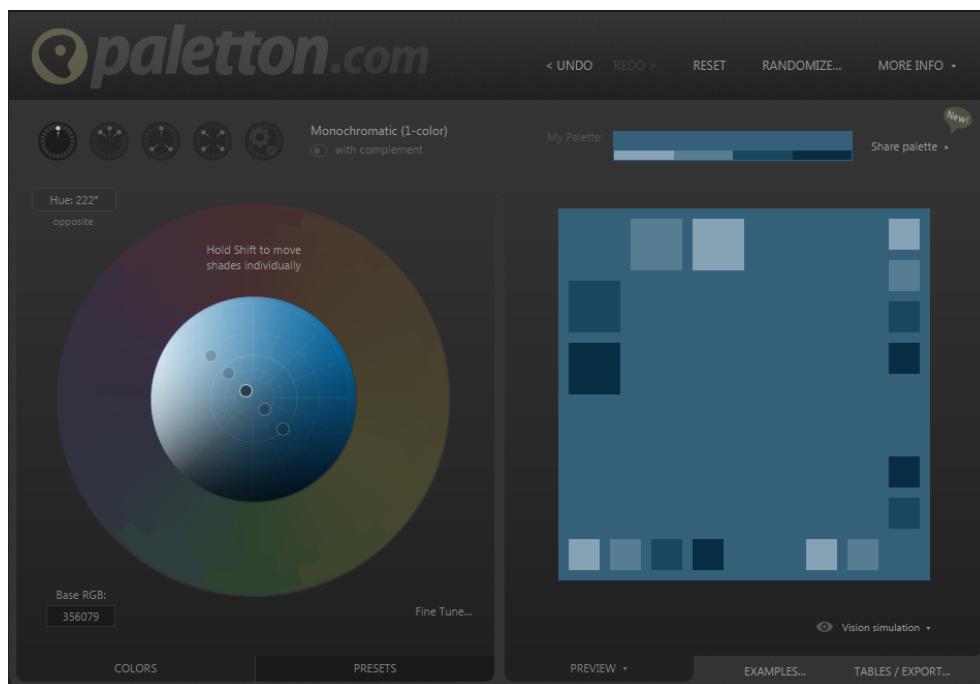 paletton.com
< UNDO REDO > RESET RANDOMIZE... MORE INFO
New!
Monochromatic (1-color)
with complement
My Palette:
Share palette
Hue: 222°
opposite
Hold Shift to move
shades individually
Base RGB:
356079
Fine Tune...
Vision simulation
COLORS PRESETS
PREVIEW EXAMPLES... TABLES / EXPORT...